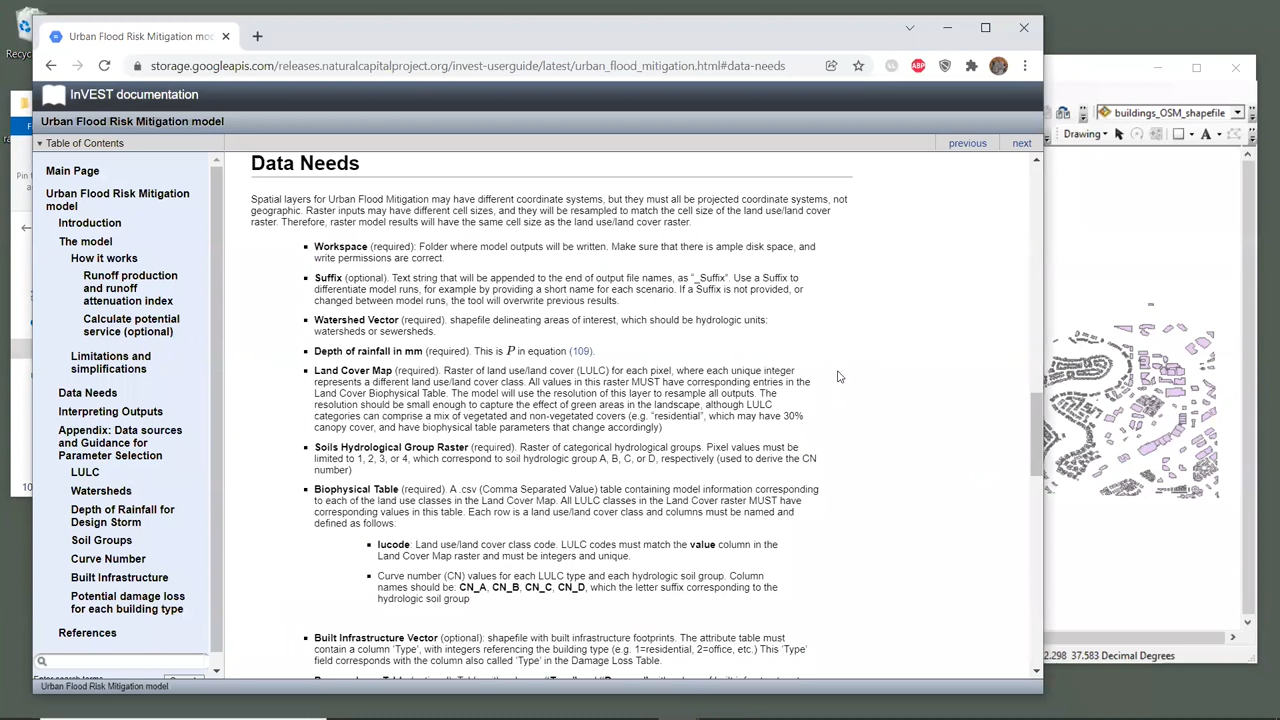 Recyc
Urban Flood Risk Mitigation mod
storage.googleapis.com/releases.naturalcapitalproject.org/invest-userguide/latest/urban_flood_mitigation.html#data-needs
ABP
InVEST documentation
Urban Flood Risk Mitigation model
Table of Contents
previous
next
Main Page
Urban Flood Risk Mitigation
model
Introduction
The model
How it works
Runoff production
and runoff
attenuation index
Calculate potential
service (optional)
Limitations and
simplifications
Data Needs
Interpreting Outputs
Appendix: Data sources
and Guidance for
Parameter Selection
LULC
Watersheds
Depth of Rainfall for
Design Storm
Soil Groups
Curve Number
Built Infrastructure
Potential damage loss
for each building type
References
Urban Flood Risk Mitigation model
Data Needs
Spatial layers for Urban Flood Mitigation may have different coordinate systems, but they must all be projected coordinate systems, not
geographic. Raster inputs may have different cell sizes, and they will be resampled to match the cell size of the land use/land cover
raster. Therefore, raster model results will have the same cell size as the land use/land cover raster.
Workspace (required): Folder where model outputs will be written. Make sure that there is ample disk space, and
write permissions are correct.
Suffix (optional). Text string that will be appended to the end of output file names, as “_Suffix”. Use a Suffix to
differentiate model runs, for example by providing a short name for each scenario. If a Suffix is not provided, or
changed between model runs, the tool will overwrite previous results.
Watershed Vector (required). shapefile delineating areas of interest, which should be hydrologic units:
watersheds or sewersheds.
Depth of rainfall in mm (required). This is P in equation (109).
Land Cover Map (required). Raster of land use/land cover (LULC) for each pixel, where each unique integer
represents a different land use/land cover class. All values in this raster MUST have corresponding entries in the
Land Cover Biophysical Table. The model will use the resolution of this layer to resample all outputs. The
resolution should be small enough to capture the effect of green areas in the landscape, although LULC
categories can comprise a mix of vegetated and non-vegetated covers (e.g. “residential”, which may have 30%
canopy cover, and have biophysical table parameters that change accordingly)
Soils Hydrological Group Raster (required). Raster of categorical hydrological groups. Pixel values must be
limited to 1, 2, 3, or 4, which correspond to soil hydrologic group A, B, C, or D, respectively (used to derive the CN
number)
Biophysical Table (required). A .csv (Comma Separated Value) table containing model information corresponding
to each of the land use classes in the Land Cover Map. All LULC classes in the Land Cover raster MUST have
corresponding values in this table. Each row is a land use/land cover class and columns must be named and
defined as follows:
lucode: Land use/land cover class code. LULC codes must match the value column in the
Land Cover Map raster and must be integers and unique.
Curve number (CN) values for each LULC type and each hydrologic soil group. Column
names should be: CN_A, CN_B, CN_C, CN_D, which the letter suffix corresponding to the
hydrologic soil group
Built Infrastructure Vector (optional): shapefile with built infrastructure footprints. The attribute table must
contain a column ‘Type’, with integers referencing the building type (e.g. 1=residential, 2=office, etc.) This ‘Type’
field corresponds with the column also called ‘Type’ in the Damage Loss Table.
buildings_OSM_shapefile
Drawing
A
2.298 37.583 Decimal Degrees